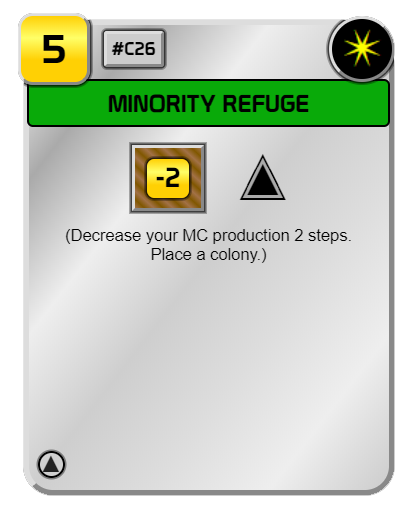 5
#C26
MINORITY REFUGE
-2
(Decrease your MC production 2 steps.
Place a colony.)